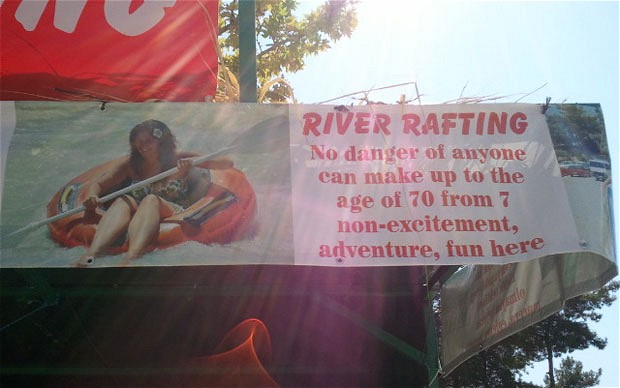 NG
RIVER RAFTING
No danger of anyone
can make up to the
age of 70 from 7
non-excitement,
adventure, fun here